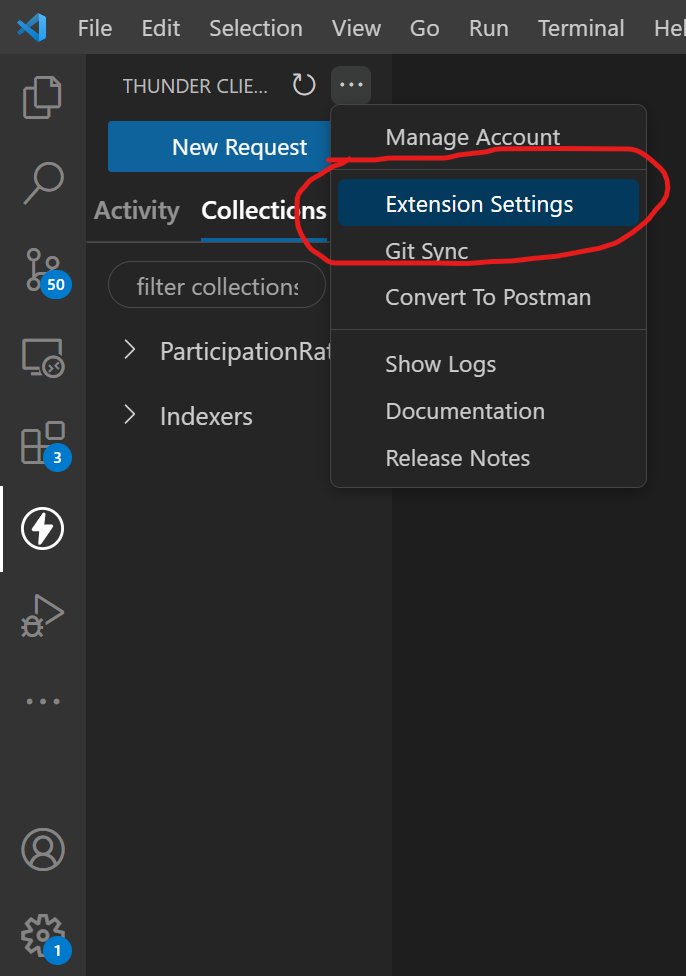 File Edit Selection View Go Run Terminal Hel
THUNDER CLIE...
New Request
Activity Collections
filter collections
ParticipationRat
Indexers
Manage Account
Extension Settings
Git Sync
Convert To Postman
Show Logs
Documentation
Release Notes
50
3
1